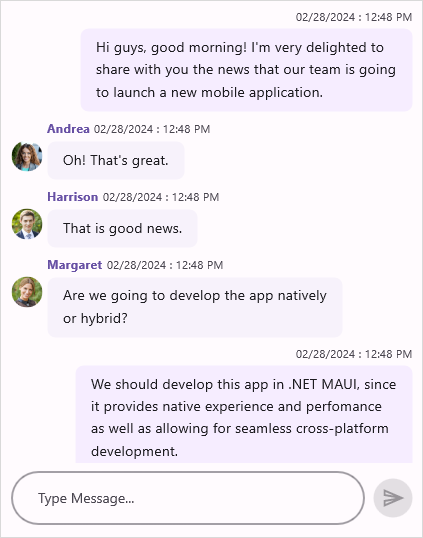 02/28/2024 : 12:48 PM
Hi guys, good morning! I'm very delighted to
share with you the news that our team is going
to launch a new mobile application.
Andrea 02/28/2024 : 12:48 PM
Oh! That's great.
Harrison 02/28/2024 : 12:48 PM
That is good news.
Margaret 02/28/2024 : 12:48 PM
Are we going to develop the app natively
or hybrid?
02/28/2024 : 12:48 PM
We should develop this app in .NET MAUI, since
it provides native experience and perfomance
as well as allowing for seamless cross-platform
development.
Type Message...